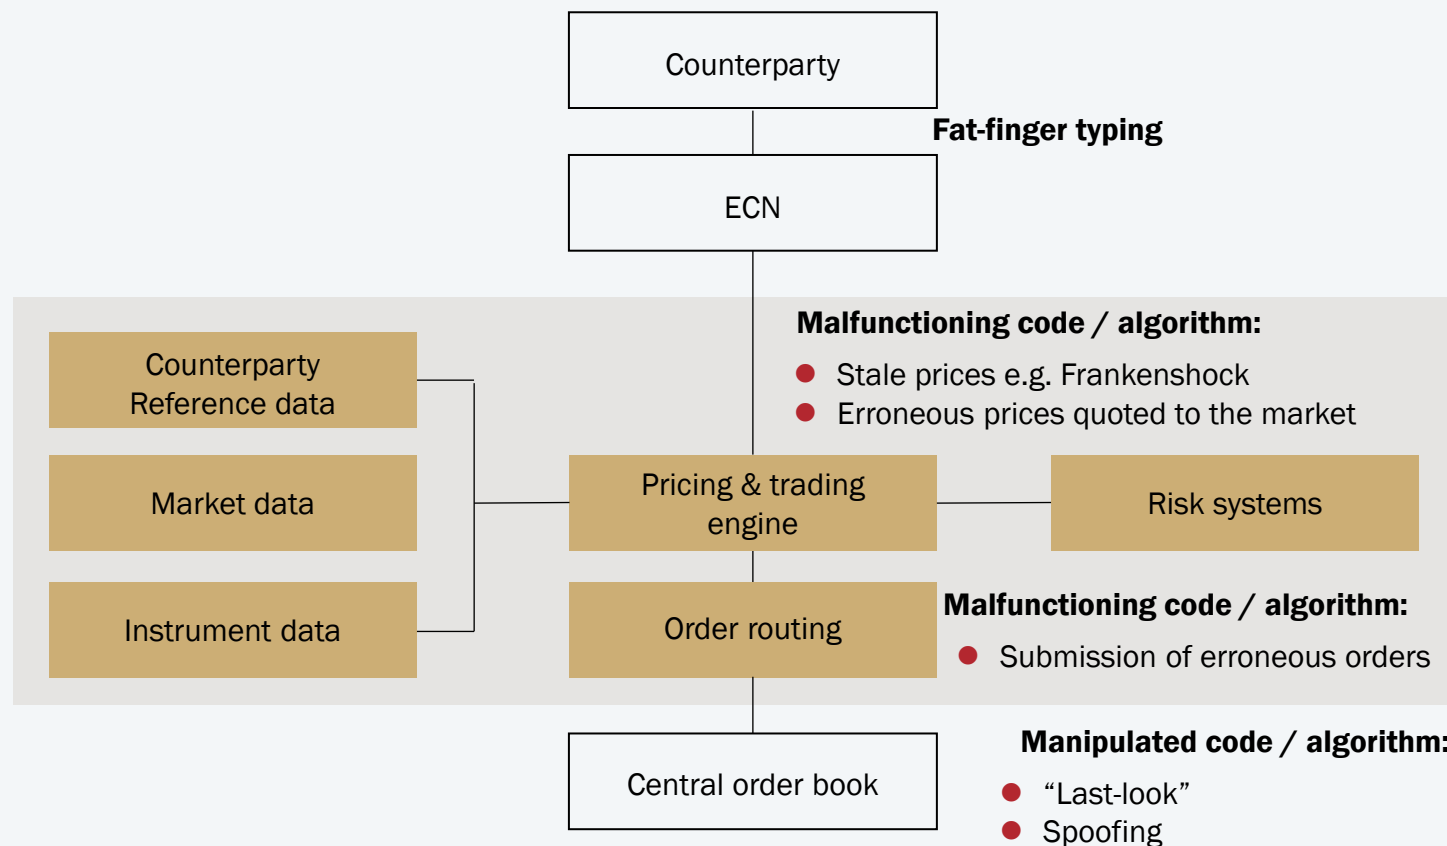 Counterparty
Fat-finger typing
ECN
Malfunctioning code / algorithm:
Stale prices e.g. Frankenshock
Erroneous prices quoted to the market
Counterparty
Reference data
Market data
Pricing & trading
engine
Risk systems
Instrument data
Order routing
Malfunctioning code / algorithm:
Submission of erroneous orders
Central order book
Manipulated code / algorithm:
“Last-look”
Spoofing